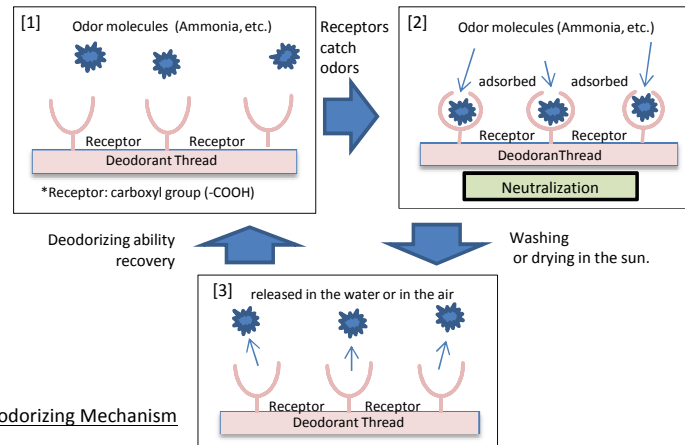 [1]
Odor molecules (Ammonia, etc.)
Receptor Receptor
Deodorant Thread
*Receptor: carboxyl group (-COOH)
Receptors
catch
odors
[2]
Odor molecules (Ammonia, etc.)
adsorbed adsorbed
Receptor Receptor
DeodoranThread
Neutralization
Deodorizing ability
recovery
Washing
or drying in the sun.
[3]
released in the water or in the air
Receptor Receptor
Deodorant Thread
odorizing Mechanism